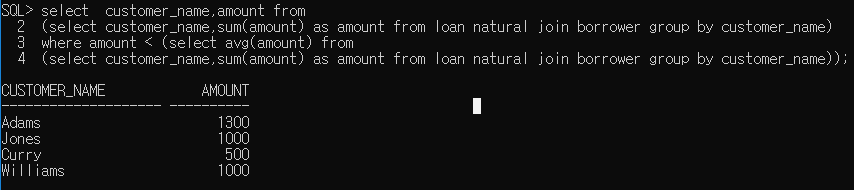 SQL> select  customer_name,amount from
  2  (select customer_name,sum(amount) as amount from loan natural join borrower group by customer_name)
  3  where amount < (select avg(amount) from
  4  (select customer_name,sum(amount) as amount from loan natural join borrower group by customer_name));
CUSTOMER_NAME            AMOUNT
-------------------- ----------
Adams                      1300
Jones                      1000
Curry                       500
Williams                   1000